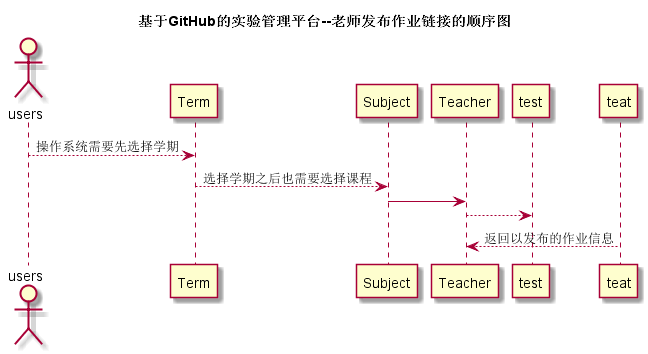 基于GitHub的实验管理平台--老师发布作业链接的顺序图
users
Term
Subject
Teacher
test
teat
操作系统需要先选择学期
选择学期之后也需要选择课程
返回以发布的作业信息
users
Term
Subject
Teacher
test
teat